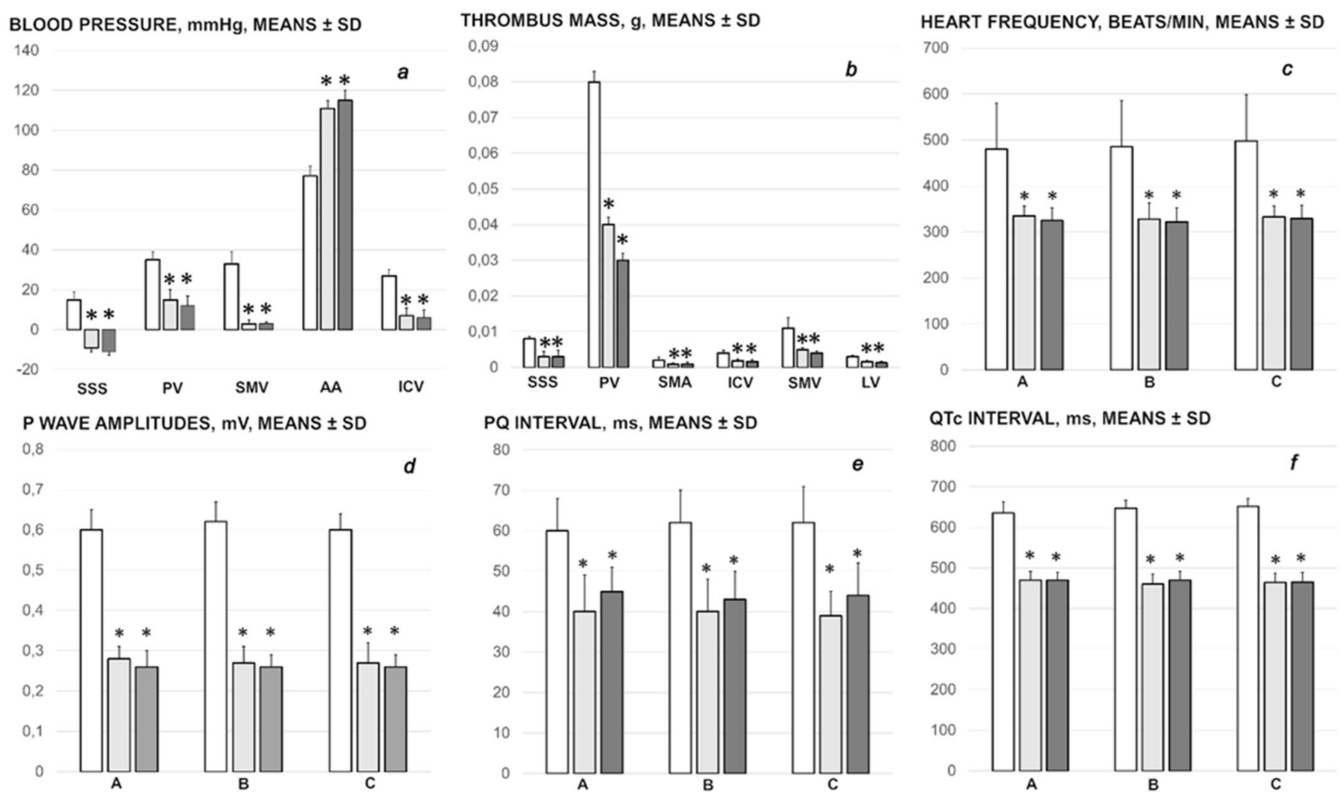 BLOOD PRESSURE, mmHg, MEANS ± SD
a
140
120
100
80
60
40
20
0
-20
* * * * * * * * * *
SSS PV SMV AA ICV
THROMBUS MASS, g, MEANS ± SD
b
0,09
0,08
0,07
0,06
0,05
0,04
0,03
0,02
0,01
0
** * * ** ** ** **
SSS PV SMA ICV SMV LV
HEART FREQUENCY, BEATS/MIN, MEANS ± SD
c
700
600
500
400
300
200
100
0
* * * * * *
A B C
P WAVE AMPLITUDES, mV, MEANS ± SD
d
0,8
0,7
0,6
0,5
0,4
0,3
0,2
0,1
0
* * * * * *
A B C
PQ INTERVAL, ms, MEANS ± SD
e
80
70
60
50
40
30
20
10
0
* * * * * *
A B C
QTc INTERVAL, ms, MEANS ± SD
f
800
700
600
500
400
300
200
100
0
* * * * * *
A B C